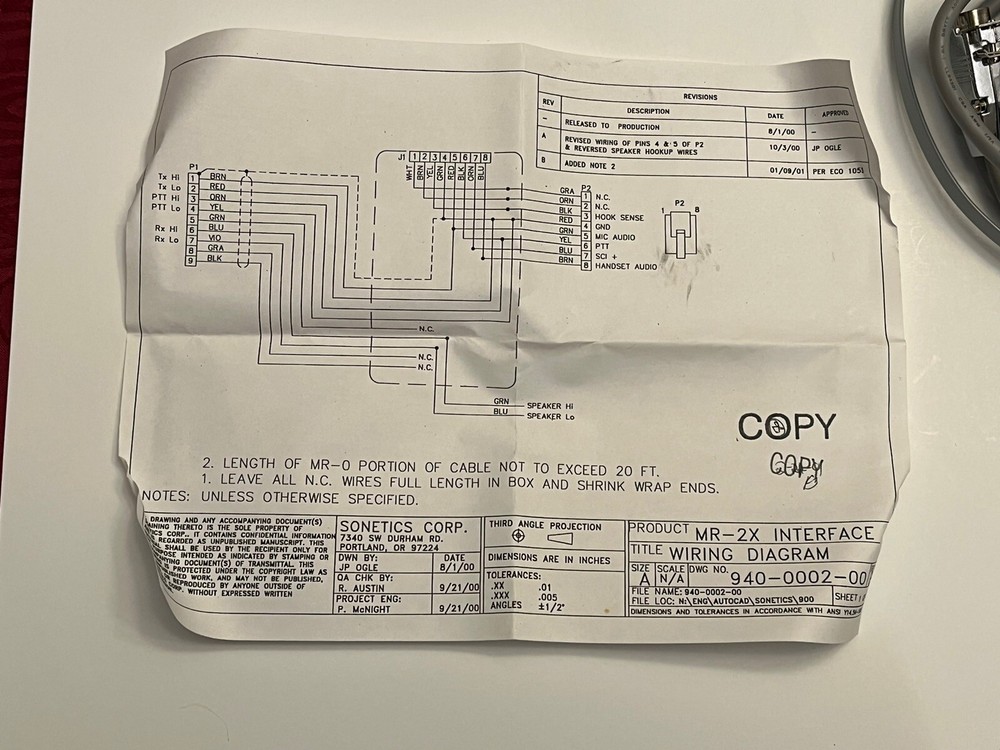 REVISIONS
REV DESCRIPTION DATE APPROVED
- RELEASED TO PRODUCTION 8/1/00 -
A REVISED WIRING OF PINS 4 & 5 OF P2
& REVERSED SPEAKER HOOKUP WIRES 10/3/00 JP OGLE
B ADDED NOTE 2 01/09/01 PER ECO 1051
P1
Tx Hi 1 BRN
Tx Lo 2 RED
PTT Hi 3 ORN
PTT Lo 4 YEL
5 GRN
Rx Hi 6 BLU
Rx Lo 7 VIO
8 GRA
9 BLK
J1 1 2 3 4 5 6 7 8
WHT BRN YEL GRN RED BLK ORN BLU
P2
GRA 1 N.C.
ORN 2 N.C.
BLK 3 HOOK SENSE
RED 4 GND
GRN 5 MIC AUDIO
YEL 6 PTT
BLU 7 SCI +
BRN 8 HANDSET AUDIO
P2
1 8
N.C.
N.C.
N.C.
GRN SPEAKER Hi
BLU SPEAKER Lo
COPY
COPY
2. LENGTH OF MR-0 PORTION OF CABLE NOT TO EXCEED 20 FT.
1. LEAVE ALL N.C. WIRES FULL LENGTH IN BOX AND SHRINK WRAP ENDS.
NOTES: UNLESS OTHERWISE SPECIFIED.
DRAWING AND ANY ACCOMPANYING DOCUMENT(S)
THERETO IS THE SOLE PROPERTY OF
CORP.. IT CONTAINS CONFIDENTIAL INFORMATION
REGARDED AS UNPUBLISHED MANUSCRIPT. THIS
SHALL BE USED BY THE RECIPIENT ONLY FOR
INTENDED AS INDICATED BY STAMPING OR
DOCUMENT(S) OF TRANSMITTAL. THIS
IS PROTECTED UNDER THE COPYRIGHT LAW AS
WORK, AND MAY NOT BE PUBLISHED,
REPRODUCED BY ANYONE OUTSIDE OF
WITHOUT EXPRESSED WRITTEN
SONETICS CORP.
7340 SW DURHAM RD.
PORTLAND, OR 97224
DWN BY: DATE
JP OGLE 8/1/00
QA CHK BY:
R. AUSTIN 9/21/00
PROJECT ENG:
P. McNIGHT 9/21/00
THIRD ANGLE PROJECTION
DIMENSIONS ARE IN INCHES
TOLERANCES:
.XX .01
.XXX .005
ANGLES ±1/2°
PRODUCT MR-2X INTERFACE
TITLE WIRING DIAGRAM
SIZE SCALE DWG NO.
A N/A 940-0002-00
FILE NAME: 940-0002-00
FILE LOC: N:\ENG\AUTOCAD\SONETICS\900
SHEET 1
DIMENSIONS AND TOLERANCES IN ACCORDANCE WITH ANSI